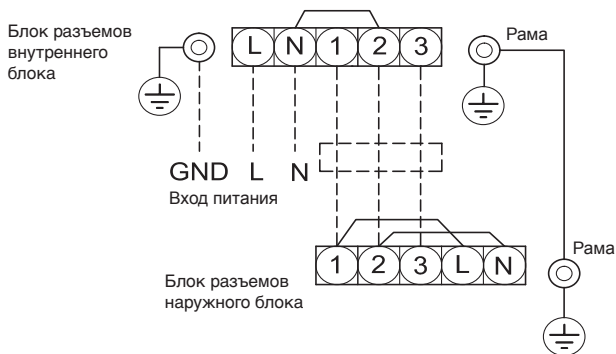 Блок разъемов
внутреннего
блока
L N 1 2 3
Рама
GND L N
Вход питания
1 2 3 L N
Блок разъемов
наружного блока
Рама